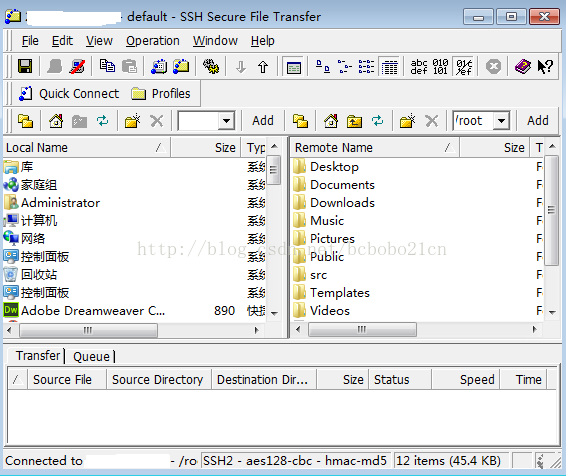 - default - SSH Secure File Transfer
File Edit View Operation Window Help
abc def 010 101 01¢ ef
Quick Connect Profiles
Add /root Add
Local Name / Size Typ Remote Name / Size T
库 系统 Desktop F
家庭组 系统 Documents F
Administrator 系统 Downloads F
计算机 系统 Music F
网络 系统 Pictures F
控制面板 系统 Public F
回收站 系统 src F
控制面板 系统 Templates F
Adobe Dreamweaver C... 890 快捷 Videos F
http://blog.csdn.net/bcbobo21cn
Transfer Queue
/ Source File Source Directory Destination Dir... Size Status Speed Time
Connected to - /ro SSH2 - aes128-cbc - hmac-md5 12 items (45.4 KB)